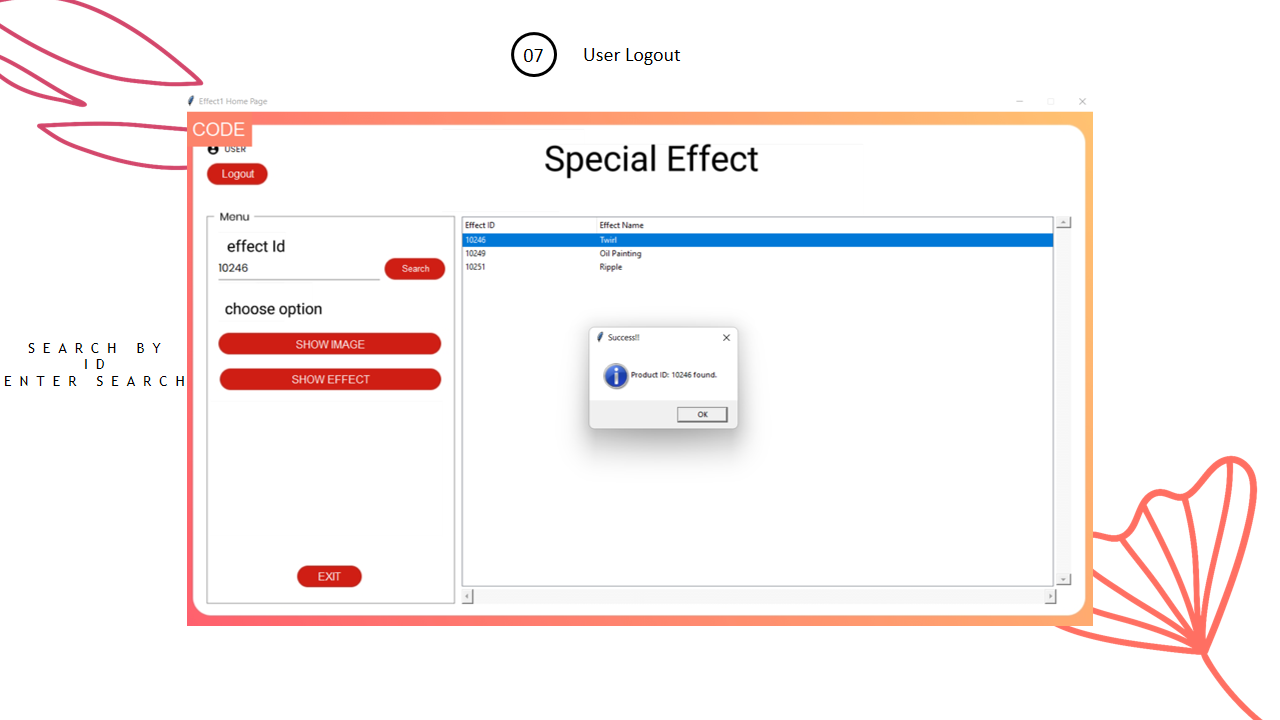 07 User Logout
Effect1 Home Page
CODE
USER
Logout
Special Effect
Menu
effect Id
10246
Search
choose option
SHOW IMAGE
SHOW EFFECT
EXIT
Effect ID Effect Name
10246 Twirl
10249 Oil Painting
10251 Ripple
Success!!
Product ID: 10246 found.
OK
SEARCH BY
ID
ENTER SEARCH